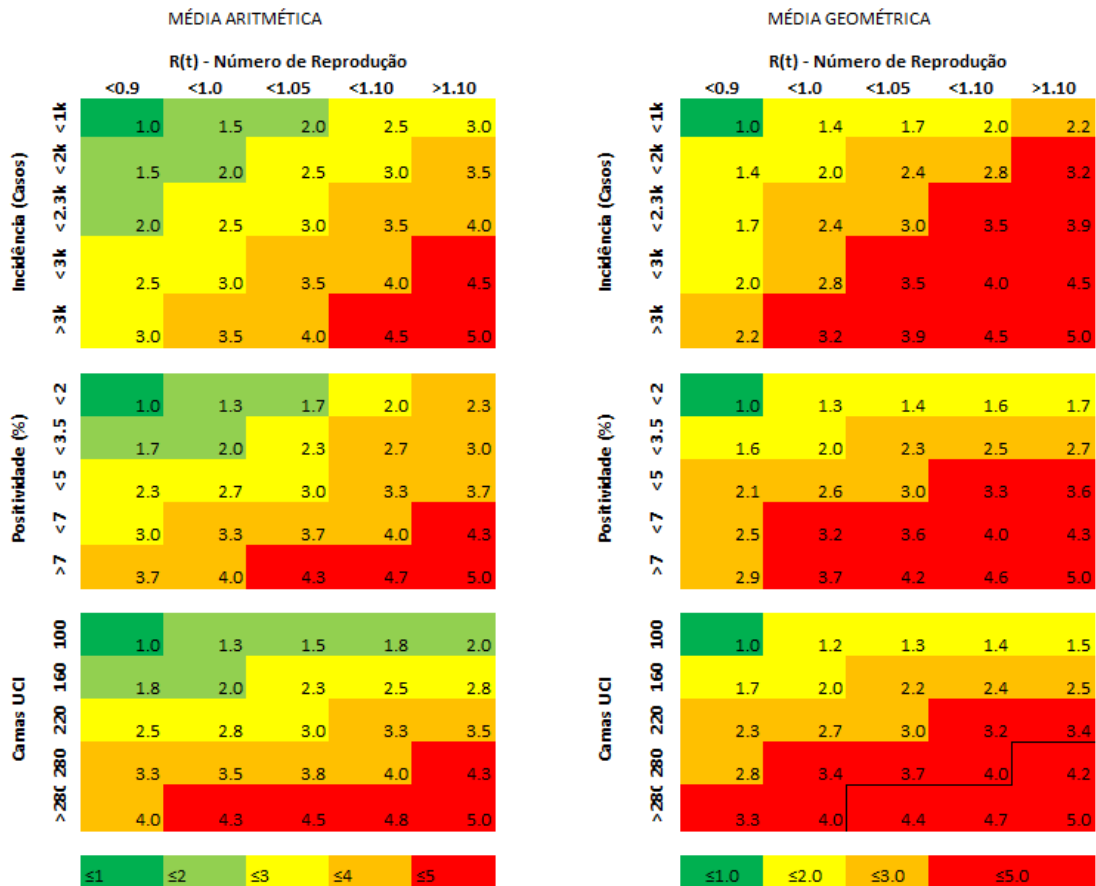 MÉDIA ARITMÉTICA
R(t) - Número de Reprodução
<0.9 <1.0 <1.05 <1.10 >1.10
Incidência (Casos)
<1k 1.0 1.5 2.0 2.5 3.0
<2k 1.5 2.0 2.5 3.0 3.5
<2.3k 2.0 2.5 3.0 3.5 4.0
<3k 2.5 3.0 3.5 4.0 4.5
>3k 3.0 3.5 4.0 4.5 5.0
Positividade (%)
<2 1.0 1.3 1.7 2.0 2.3
<3.5 1.7 2.0 2.3 2.7 3.0
<5 2.3 2.7 3.0 3.3 3.7
<7 3.0 3.3 3.7 4.0 4.3
>7 3.7 4.0 4.3 4.7 5.0
Camas UCI
100 1.0 1.3 1.5 1.8 2.0
160 1.8 2.0 2.3 2.5 2.8
220 2.5 2.8 3.0 3.3 3.5
280 3.3 3.5 3.8 4.0 4.3
>280 4.0 4.3 4.5 4.8 5.0
≤1 ≤2 ≤3 ≤4 ≤5
MÉDIA GEOMÉTRICA
R(t) - Número de Reprodução
<0.9 <1.0 <1.05 <1.10 >1.10
Incidência (Casos)
<1k 1.0 1.4 1.7 2.0 2.2
<2k 1.4 2.0 2.4 2.8 3.2
<2.3k 1.7 2.4 3.0 3.5 3.9
<3k 2.0 2.8 3.5 4.0 4.5
>3k 2.2 3.2 3.9 4.5 5.0
Positividade (%)
<2 1.0 1.3 1.4 1.6 1.7
<3.5 1.6 2.0 2.3 2.5 2.7
<5 2.1 2.6 3.0 3.3 3.6
<7 2.5 3.2 3.6 4.0 4.3
>7 2.9 3.7 4.2 4.6 5.0
Camas UCI
100 1.0 1.2 1.3 1.4 1.5
160 1.7 2.0 2.2 2.4 2.5
220 2.3 2.7 3.0 3.2 3.4
280 2.8 3.4 3.7 4.0 4.2
>280 3.3 4.0 4.4 4.7 5.0
≤1.0 ≤2.0 ≤3.0 ≤5.0